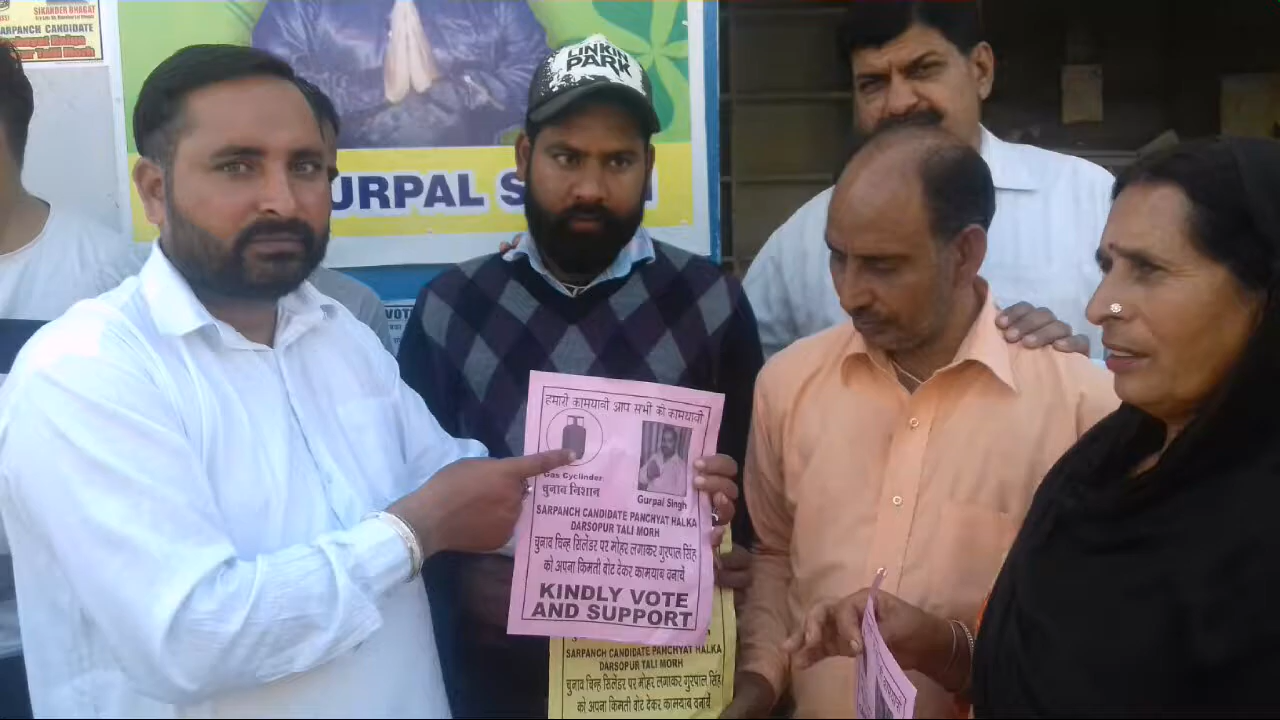 SIKANDER BHAGAT
SARPANCH CANDIDATE
LINKIN
PARK
URPAL S
VOTE
हमारी कामयाबी आप सभी की कामयाबी
Gas Cyclinder
चुनाव निशान
Gurpal Singh
SARPANCH CANDIDATE PANCHYAT HALKA
DARSOPUR TALI MORH
चुनाव चिन्ह सिलेंडर पर मोहर लगाकर गुरपाल सिंह
को अपना किमती वोट देकर कामयाब बनायें
KINDLY VOTE
AND SUPPORT
SARPANCH CANDIDATE PANCHYAT HALKA
DARSOPUR TALI MORH
चुनाव चिन्ह सिलेंडर पर मोहर लगाकर गुरपाल सिंह
को अपना किमती वोट देकर कामयाब बनायें